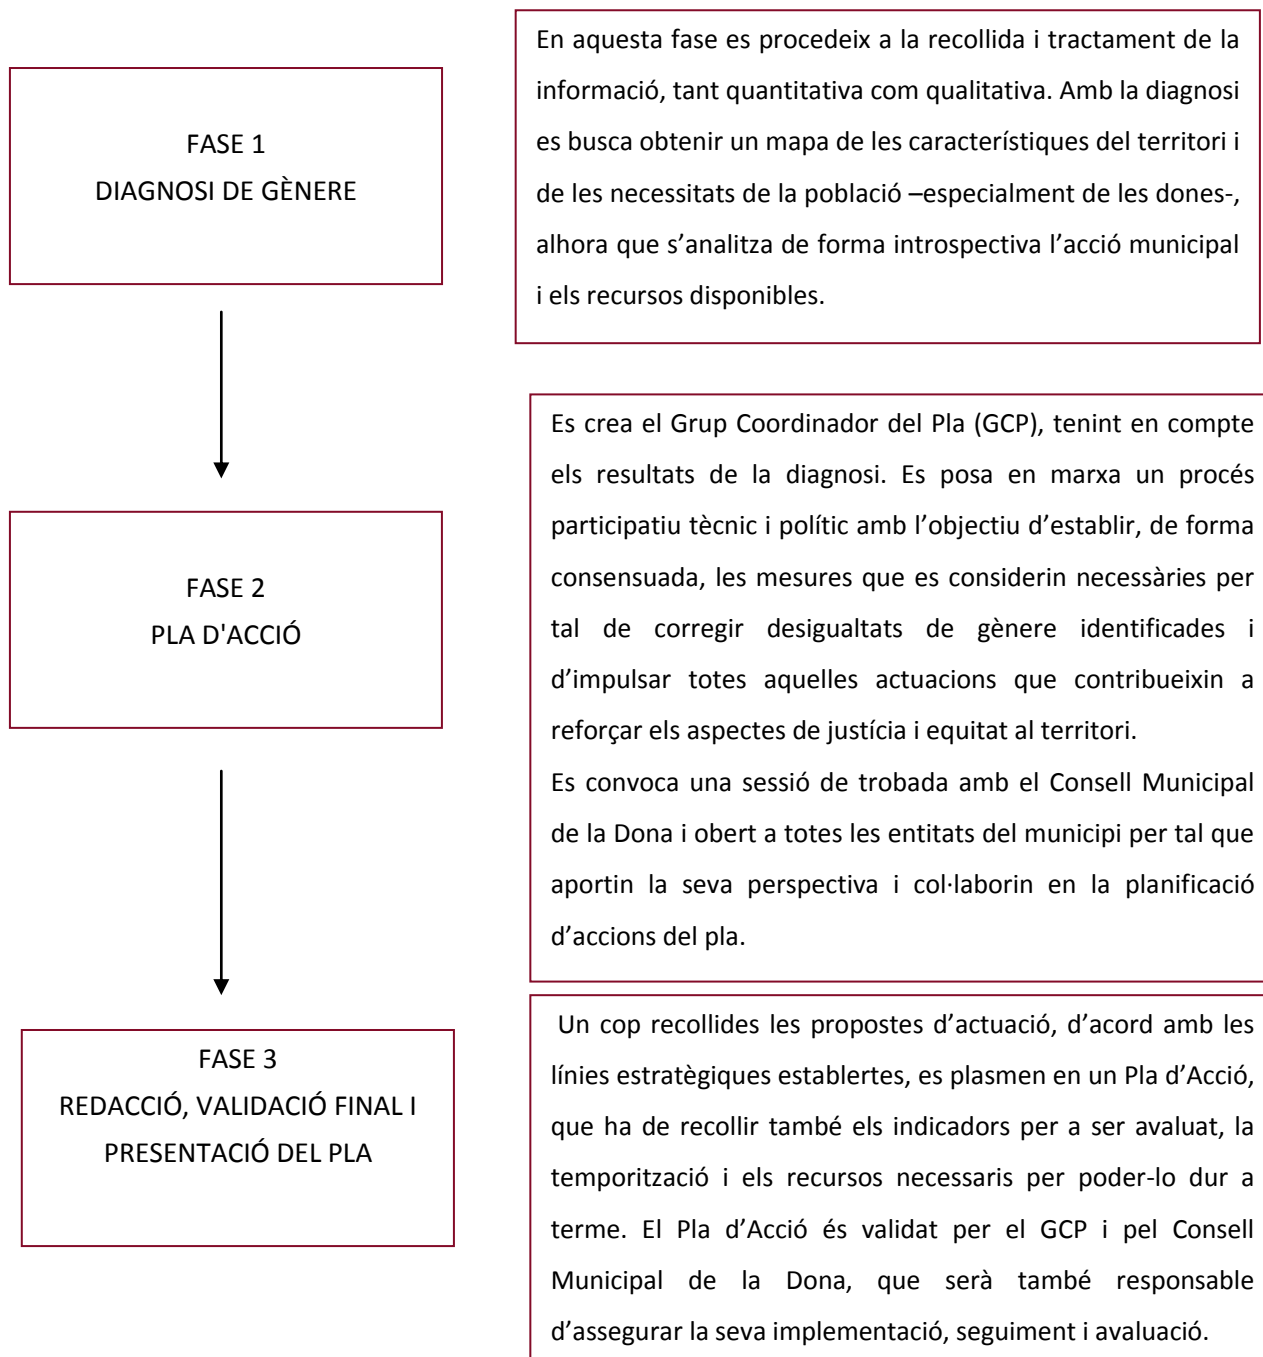 FASE 1
DIAGNOSI DE GÈNERE
En aquesta fase es procedeix a la recollida i tractament de la
informació, tant quantitativa com qualitativa. Amb la diagnosi
es busca obtenir un mapa de les característiques del territori i
de les necessitats de la població –especialment de les dones-,
alhora que s’analitza de forma introspectiva l’acció municipal
i els recursos disponibles.
FASE 2
PLA D'ACCIÓ
Es crea el Grup Coordinador del Pla (GCP), tenint en compte
els resultats de la diagnosi. Es posa en marxa un procés
participatiu tècnic i polític amb l’objectiu d’establir, de forma
consensuada, les mesures que es considerin necessàries per
tal de corregir desigualtats de gènere identificades i
d’impulsar totes aquelles actuacions que contribueixin a
reforçar els aspectes de justícia i equitat al territori.
Es convoca una sessió de trobada amb el Consell Municipal
de la Dona i obert a totes les entitats del municipi per tal que
aportin la seva perspectiva i col·laborin en la planificació
d’accions del pla.
FASE 3
REDACCIÓ, VALIDACIÓ FINAL I
PRESENTACIÓ DEL PLA
Un cop recollides les propostes d’actuació, d’acord amb les
línies estratègiques establertes, es plasmen en un Pla d’Acció,
que ha de recollir també els indicadors per a ser avaluat, la
temporització i els recursos necessaris per poder-lo dur a
terme. El Pla d’Acció és validat per el GCP i pel Consell
Municipal de la Dona, que serà també responsable
d’assegurar la seva implementació, seguiment i avaluació.